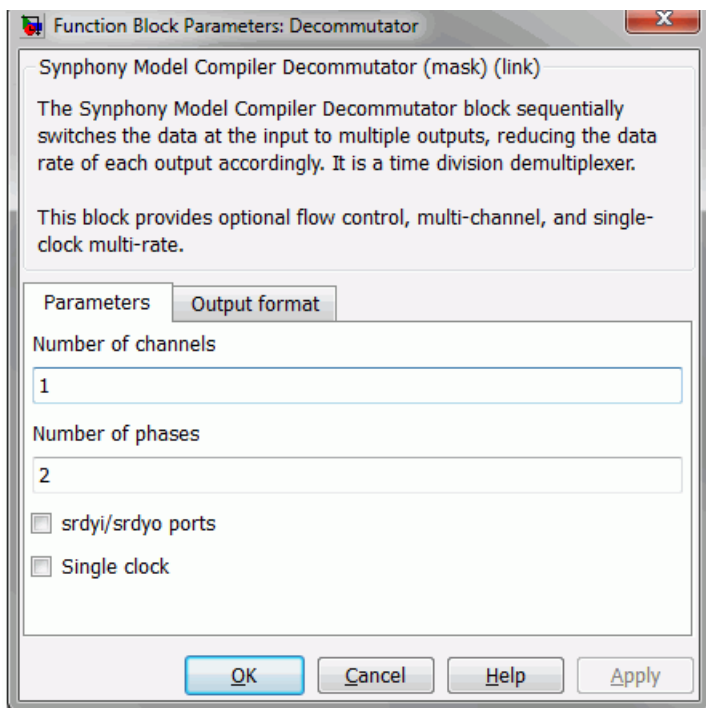 Function Block Parameters: Decommutator
Synphony Model Compiler Decommutator (mask) (link)
The Synphony Model Compiler Decommutator block sequentially
switches the data at the input to multiple outputs, reducing the data
rate of each output accordingly. It is a time division demultiplexer.
This block provides optional flow control, multi-channel, and single-
clock multi-rate.
Parameters
Output format
Number of channels
1
Number of phases
2
srdyi/srdyo ports
Single clock
OK
Cancel
Help
Apply